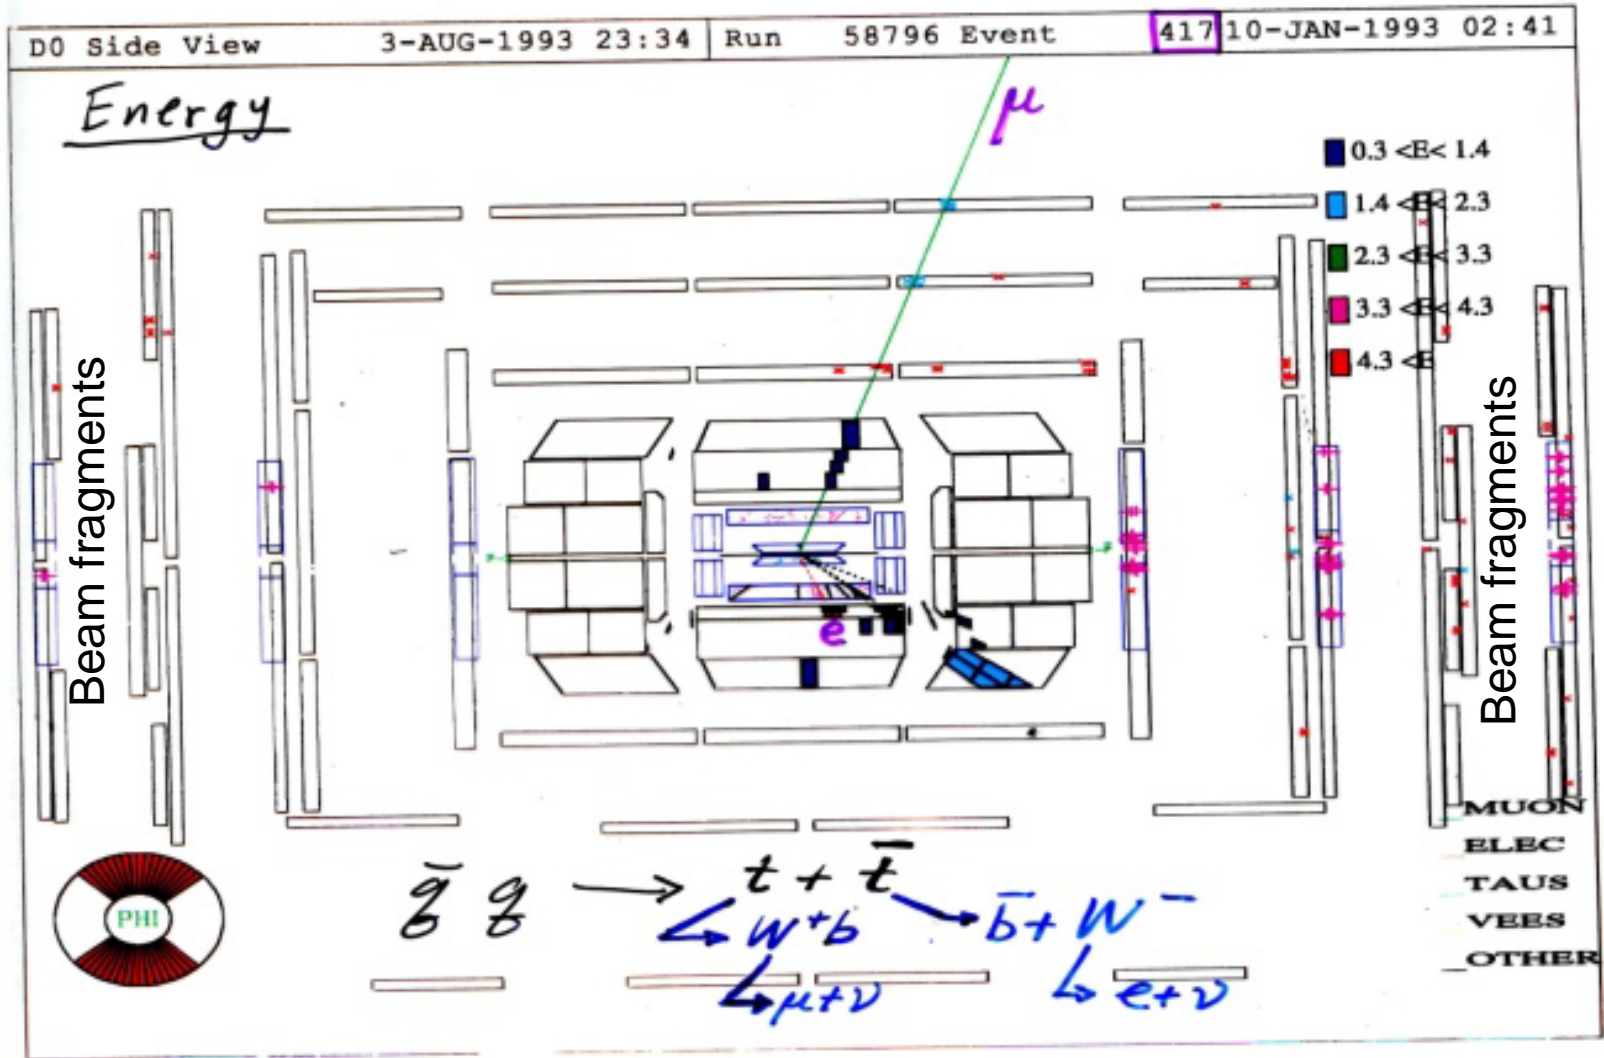 D0 Side View 3-AUG-1993 23:34 Run 58796 Event 417 10-JAN-1993 02:41
Energy
μ
0.3 <E< 1.4
1.4 <E< 2.3
2.3 <E< 3.3
3.3 <E< 4.3
4.3 <E
Beam fragments
Beam fragments
e
MUON
ELEC
TAUS
VEES
_OTHER
PHI
q̄ q → t + t̄
W⁺b
b̄ + W⁻
μ+ν
e+ν